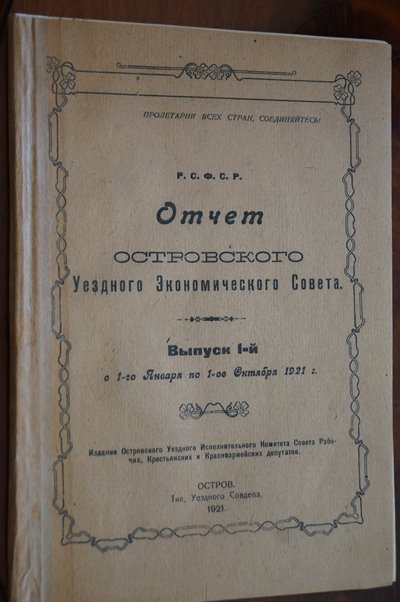 ПРОЛЕТАРИИ ВСЕХ СТРАН, СОЕДИНЯЙТЕСЬ!
Р. С. Ф. С. Р.
Отчет
ОСТРОВСКОГО
Уездного Экономического Совета.
Выпуск 1-й
с 1-го Января по 1-ое Октября 1921 г.
Издание Островского Уездного Исполнительного Комитета Совета Рабо-
чих, Крестьянских и Красноармейских депутатов.
ОСТРОВ.
Тип. Уездного Совдепа.
1921.